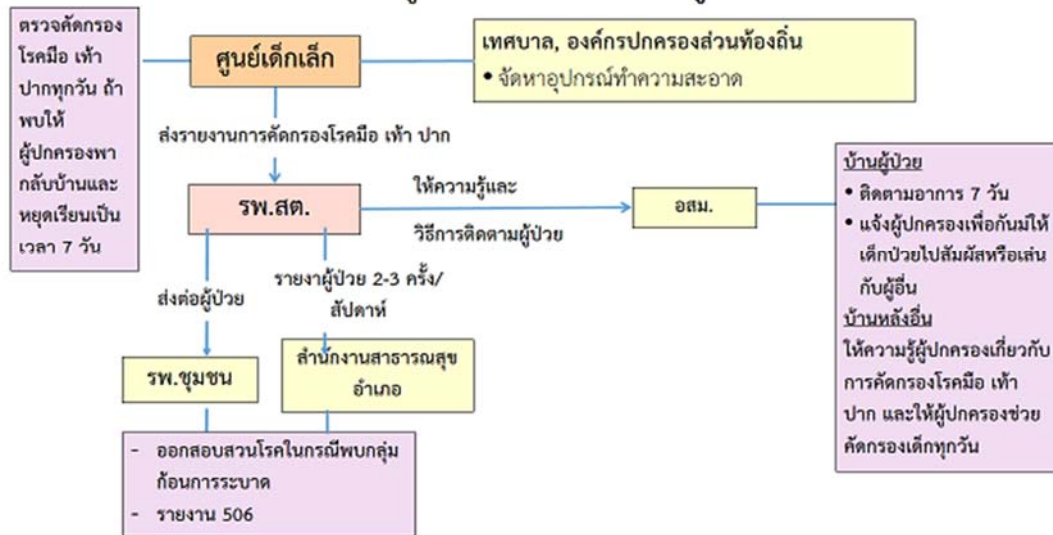 ตรวจคัดกรอง
โรคมือ เท้า
ปากทุกวัน ถ้า
พบให้
ผู้ปกครองพา
กลับบ้านและ
หยุดเรียนเป็น
เวลา 7 วัน
ศูนย์เด็กเล็ก
เทศบาล, องค์กรปกครองส่วนท้องถิ่น
• จัดหาอุปกรณ์ทำความสะอาด
ส่งรายงานการคัดกรองโรคมือ เท้า ปาก
รพ.สต.
ให้ความรู้และ
วิธีการติดตามผู้ป่วย
อสม.
บ้านผู้ป่วย
• ติดตามอาการ 7 วัน
• แจ้งผู้ปกครองเพื่อกันมให้
เด็กป่วยไปสัมผัสหรือเล่น
กับผู้อื่น
บ้านหลังอื่น
ให้ความรู้ผู้ปกครองเกี่ยวกับ
การคัดกรองโรคมือ เท้า
ปาก และให้ผู้ปกครองช่วย
คัดกรองเด็กทุกวัน
ส่งต่อผู้ป่วย
รายงาผู้ป่วย 2-3 ครั้ง/
สัปดาห์
รพ.ชุมชน
สำนักงานสาธารณสุข
อำเภอ
- ออกสอบสวนโรคในกรณีพบกลุ่ม
ก้อนการระบาด
- รายงาน 506